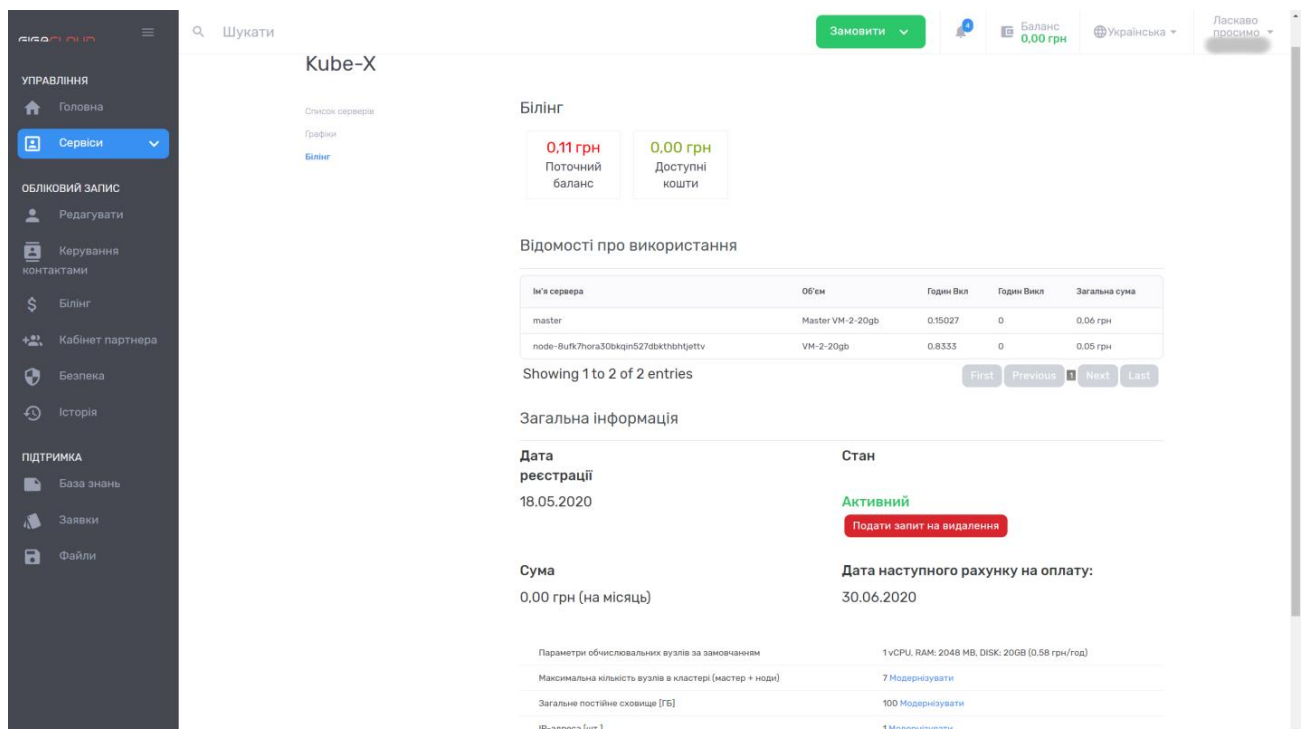 GIGACLOUD
Шукати
Замовити
4
Баланс
0,00 грн
Українська
Ласкаво
просимо
УПРАВЛІННЯ
Головна
Сервіси
ОБЛІКОВИЙ ЗАПИС
Редагувати
Керування
контактами
Білінг
Кабінет партнера
Безпека
Історія
ПІДТРИМКА
База знань
Заявки
Файли
Kube-X
Список серверів
Графіки
Білінг
Білінг
0,11 грн
Поточний
баланс
0,00 грн
Доступні
кошти
Відомості про використання
Ім'я сервера Об'єм Годин Вкл Годин Викл Загальна сума
master Master VM-2-20gb 0.15027 0 0,06 грн
node-8ufk7hora30bkqin527dbkthbhtjettv VM-2-20gb 0.8333 0 0,05 грн
Showing 1 to 2 of 2 entries
First Previous 1 Next Last
Загальна інформація
Дата
реєстрації
18.05.2020
Стан
Активний
Подати запит на видалення
Сума
0,00 грн (на місяць)
Дата наступного рахунку на оплату:
30.06.2020
Параметри обчислювальних вузлів за замовчанням 1 vCPU, RAM: 2048 MB, DISK: 20GB (0.58 грн/год)
Максимальна кількість вузлів в кластері (мастер + ноди) 7 Модернізувати
Загальне постійне сховище [ГБ] 100 Модернізувати
IP-адреса [шт.] 1 Модернізувати